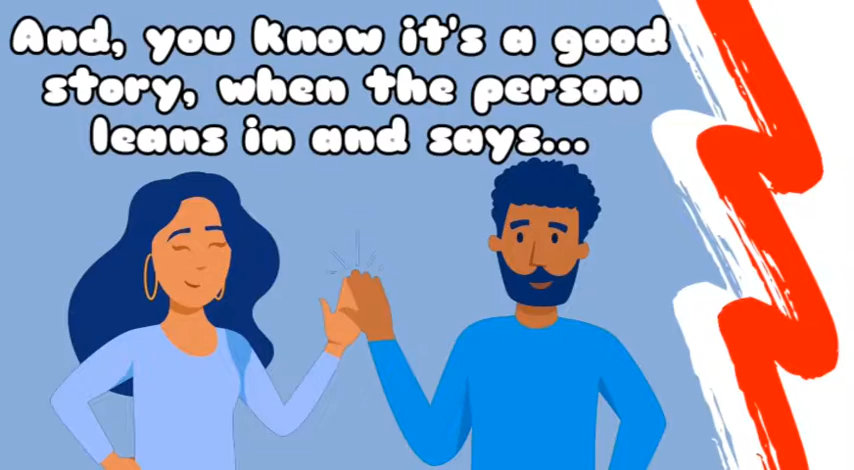 And, you know it's a good
story, when the person
leans in and says...